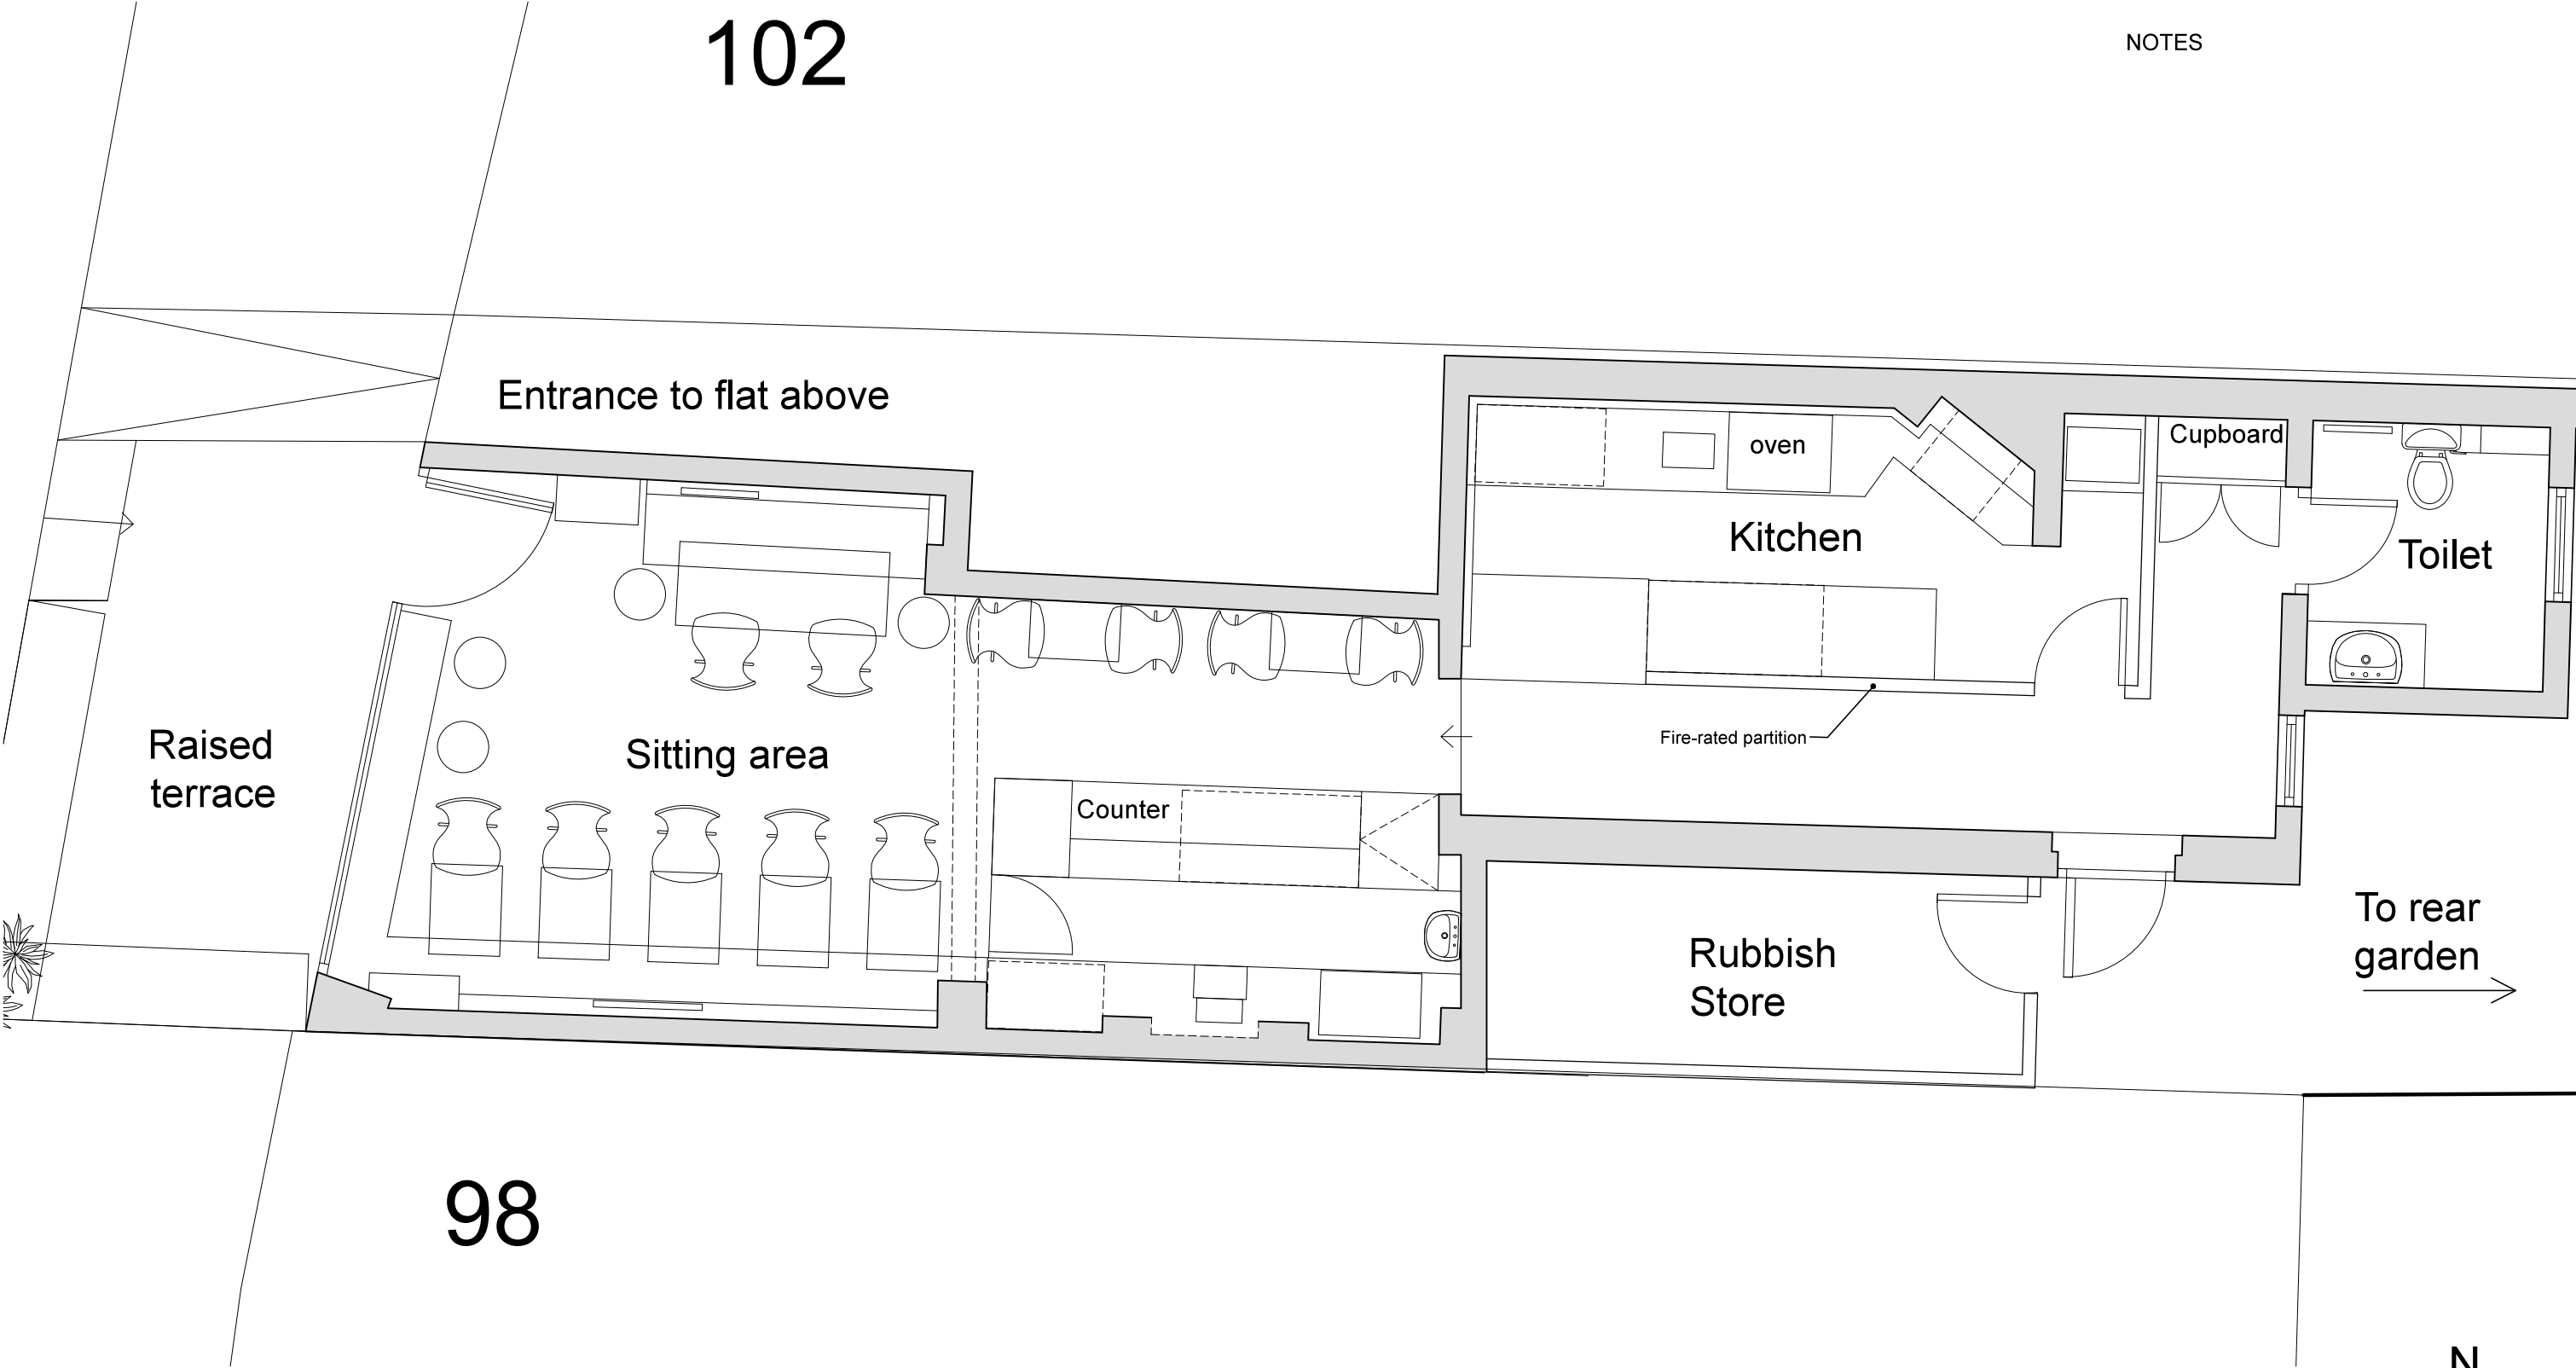 102
NOTES
Entrance to flat above
Cupboard
oven
Kitchen
Toilet
Raised
terrace
Sitting area
Fire-rated partition
Counter
Rubbish
Store
To rear
garden
98
N